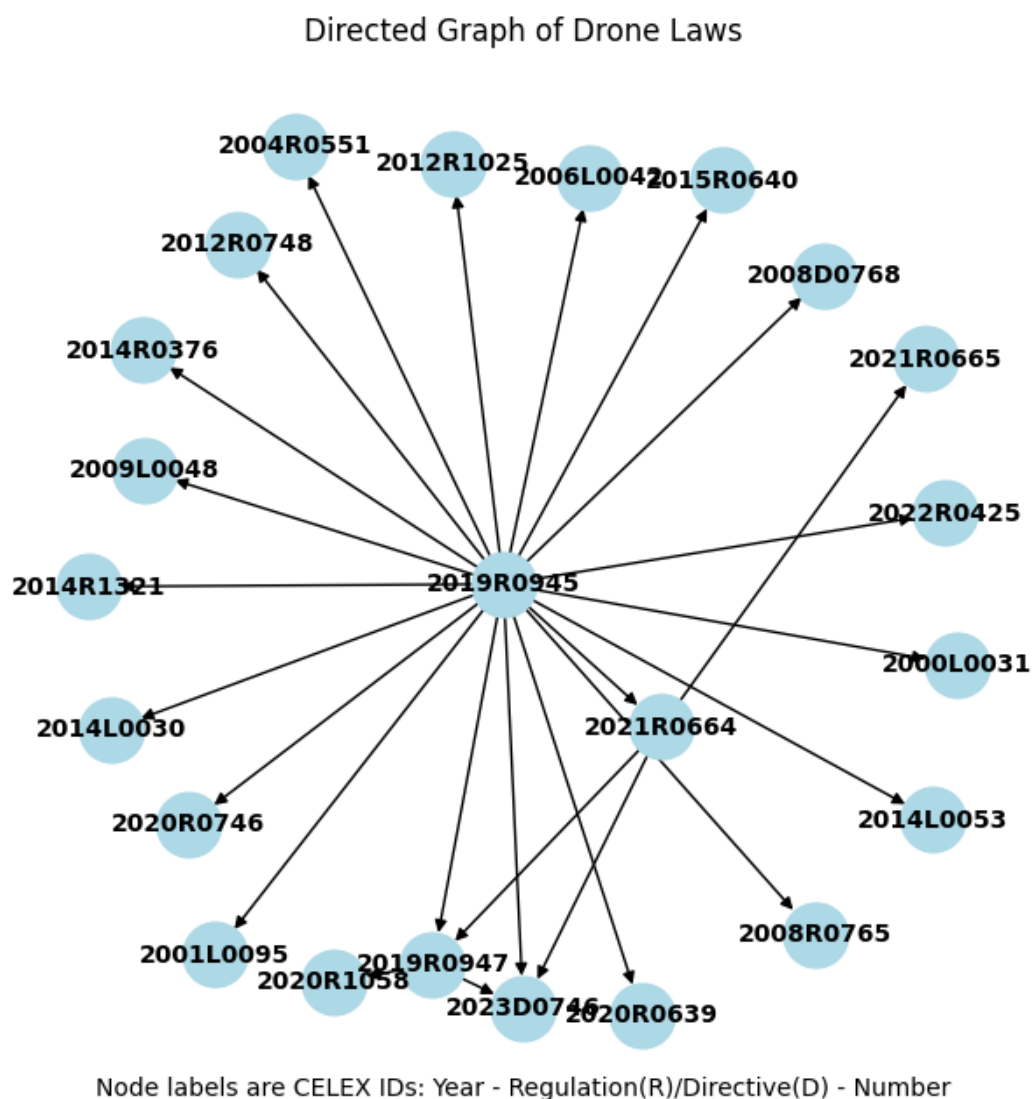 Directed Graph of Drone Laws
2004R0551
2012R1025
2006L0042
2015R0640
2012R0748
2008D0768
2014R0376
2021R0665
2009L0048
2022R0425
2014R1321
2019R0945
2000L0031
2014L0030
2021R0664
2020R0746
2014L0053
2008R0765
2001L0095
2019R0947
2020R1058
2023D0746
2020R0639
Node labels are CELEX IDs: Year - Regulation(R)/Directive(D) - Number